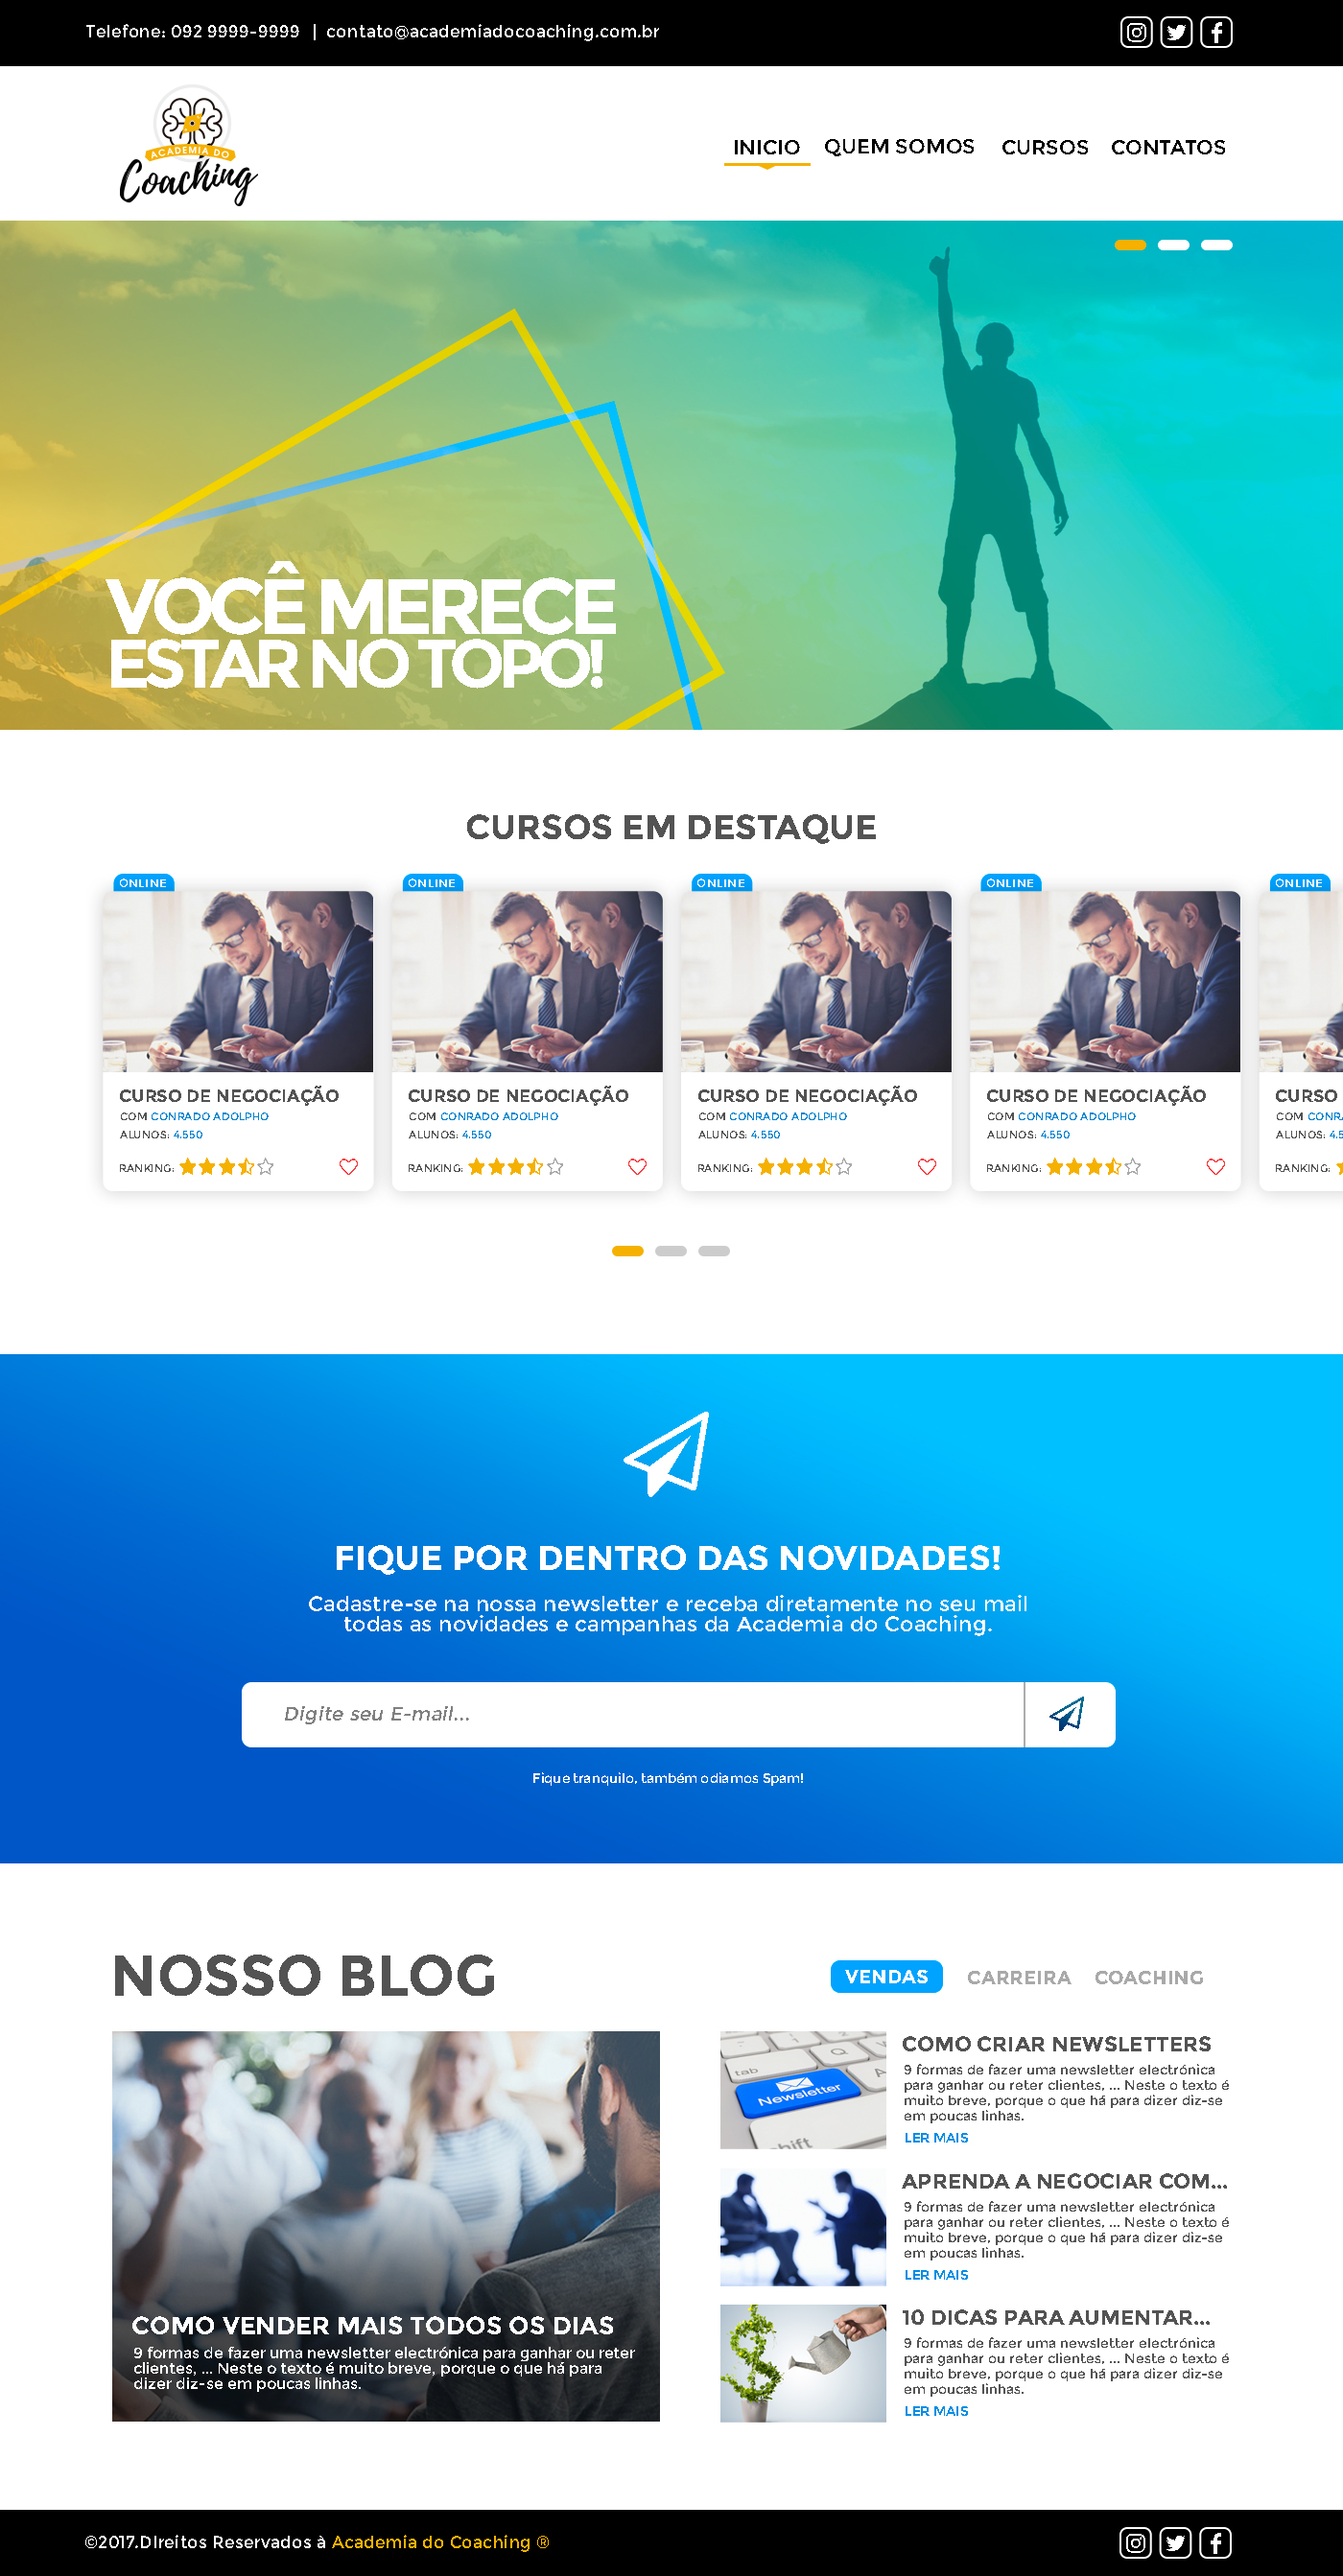 Telefone: 092 9999-9999 | contato@academiadocoaching.com.br
ACADEMIA DO
Coaching
INICIO QUEM SOMOS CURSOS CONTATOS
VOCÊ MERECE
ESTAR NO TOPO!
CURSOS EM DESTAQUE
ONLINE ONLINE ONLINE ONLINE ONLINE
CURSO DE NEGOCIAÇÃO CURSO DE NEGOCIAÇÃO CURSO DE NEGOCIAÇÃO CURSO DE NEGOCIAÇÃO CURSO
COM CONRADO ADOLPHO COM CONRADO ADOLPHO COM CONRADO ADOLPHO COM CONRADO ADOLPHO COM CONR
ALUNOS: 4.550 ALUNOS: 4.550 ALUNOS: 4.550 ALUNOS: 4.550 ALUNOS: 4.5
RANKING: RANKING: RANKING: RANKING: RANKING:
FIQUE POR DENTRO DAS NOVIDADES!
Cadastre-se na nossa newsletter e receba diretamente no seu mail
todas as novidades e campanhas da Academia do Coaching.
Digite seu E-mail...
Fique tranquilo, também odiamos Spam!
NOSSO BLOG
VENDAS CARREIRA COACHING
COMO VENDER MAIS TODOS OS DIAS
9 formas de fazer uma newsletter electrónica para ganhar ou reter
clientes, ... Neste o texto é muito breve, porque o que há para
dizer diz-se em poucas linhas.
tab
Newsletter
A
shift
COMO CRIAR NEWSLETTERS
9 formas de fazer uma newsletter electrónica
para ganhar ou reter clientes, ... Neste o texto é
muito breve, porque o que há para dizer diz-se
em poucas linhas.
LER MAIS
APRENDA A NEGOCIAR COM...
9 formas de fazer uma newsletter electrónica
para ganhar ou reter clientes, ... Neste o texto é
muito breve, porque o que há para dizer diz-se
em poucas linhas.
LER MAIS
10 DICAS PARA AUMENTAR...
9 formas de fazer uma newsletter electrónica
para ganhar ou reter clientes, ... Neste o texto é
muito breve, porque o que há para dizer diz-se
em poucas linhas.
LER MAIS
©2017.DIreitos Reservados à Academia do Coaching ®